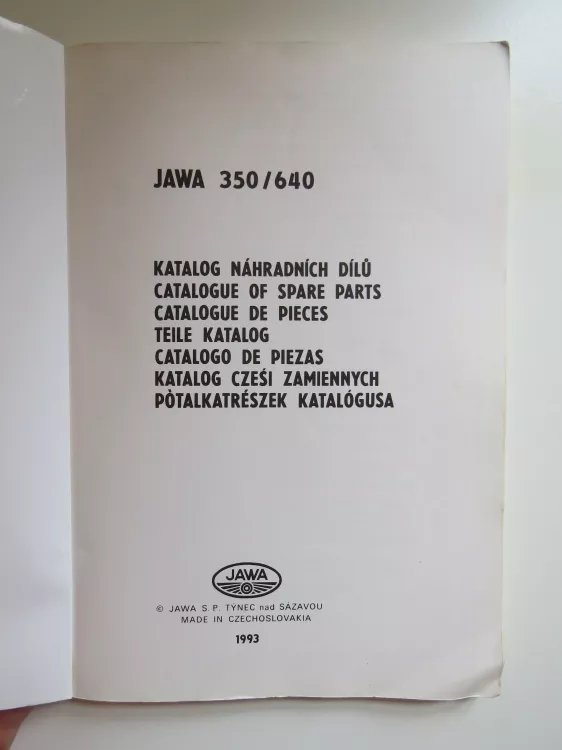 JAWA 350/640
KATALOG NÁHRADNÍCH DÍLŮ
CATALOGUE OF SPARE PARTS
CATALOGUE DE PIECES
TEILE KATALOG
CATALOGO DE PIEZAS
KATALOG CZEŚI ZAMIENNYCH
PÒTALKATRÉSZEK KATALÓGUSA
JAWA
© JAWA S. P. TÝNEC nad SÁZAVOU
MADE IN CZECHOSLOVAKIA
1993